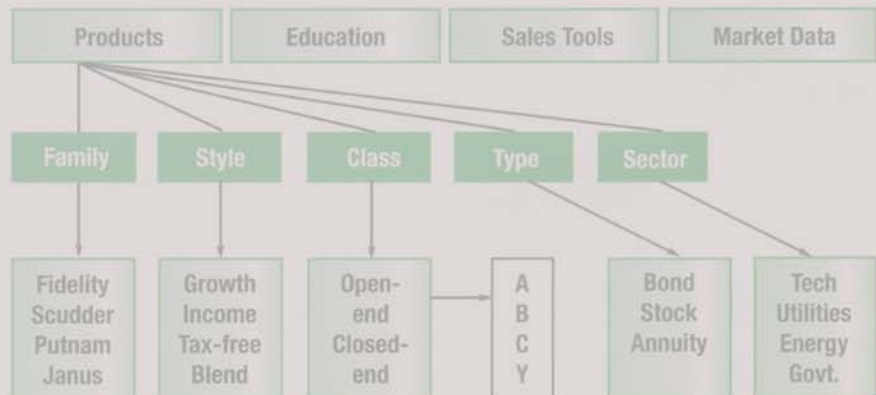 Products
Education
Sales Tools
Market Data
Family
Style
Class
Type
Sector
Fidelity
Scudder
Putnam
Janus
Growth
Income
Tax-free
Blend
Open-
end
Closed-
end
A
B
C
Y
Bond
Stock
Annuity
Tech
Utilities
Energy
Govt.